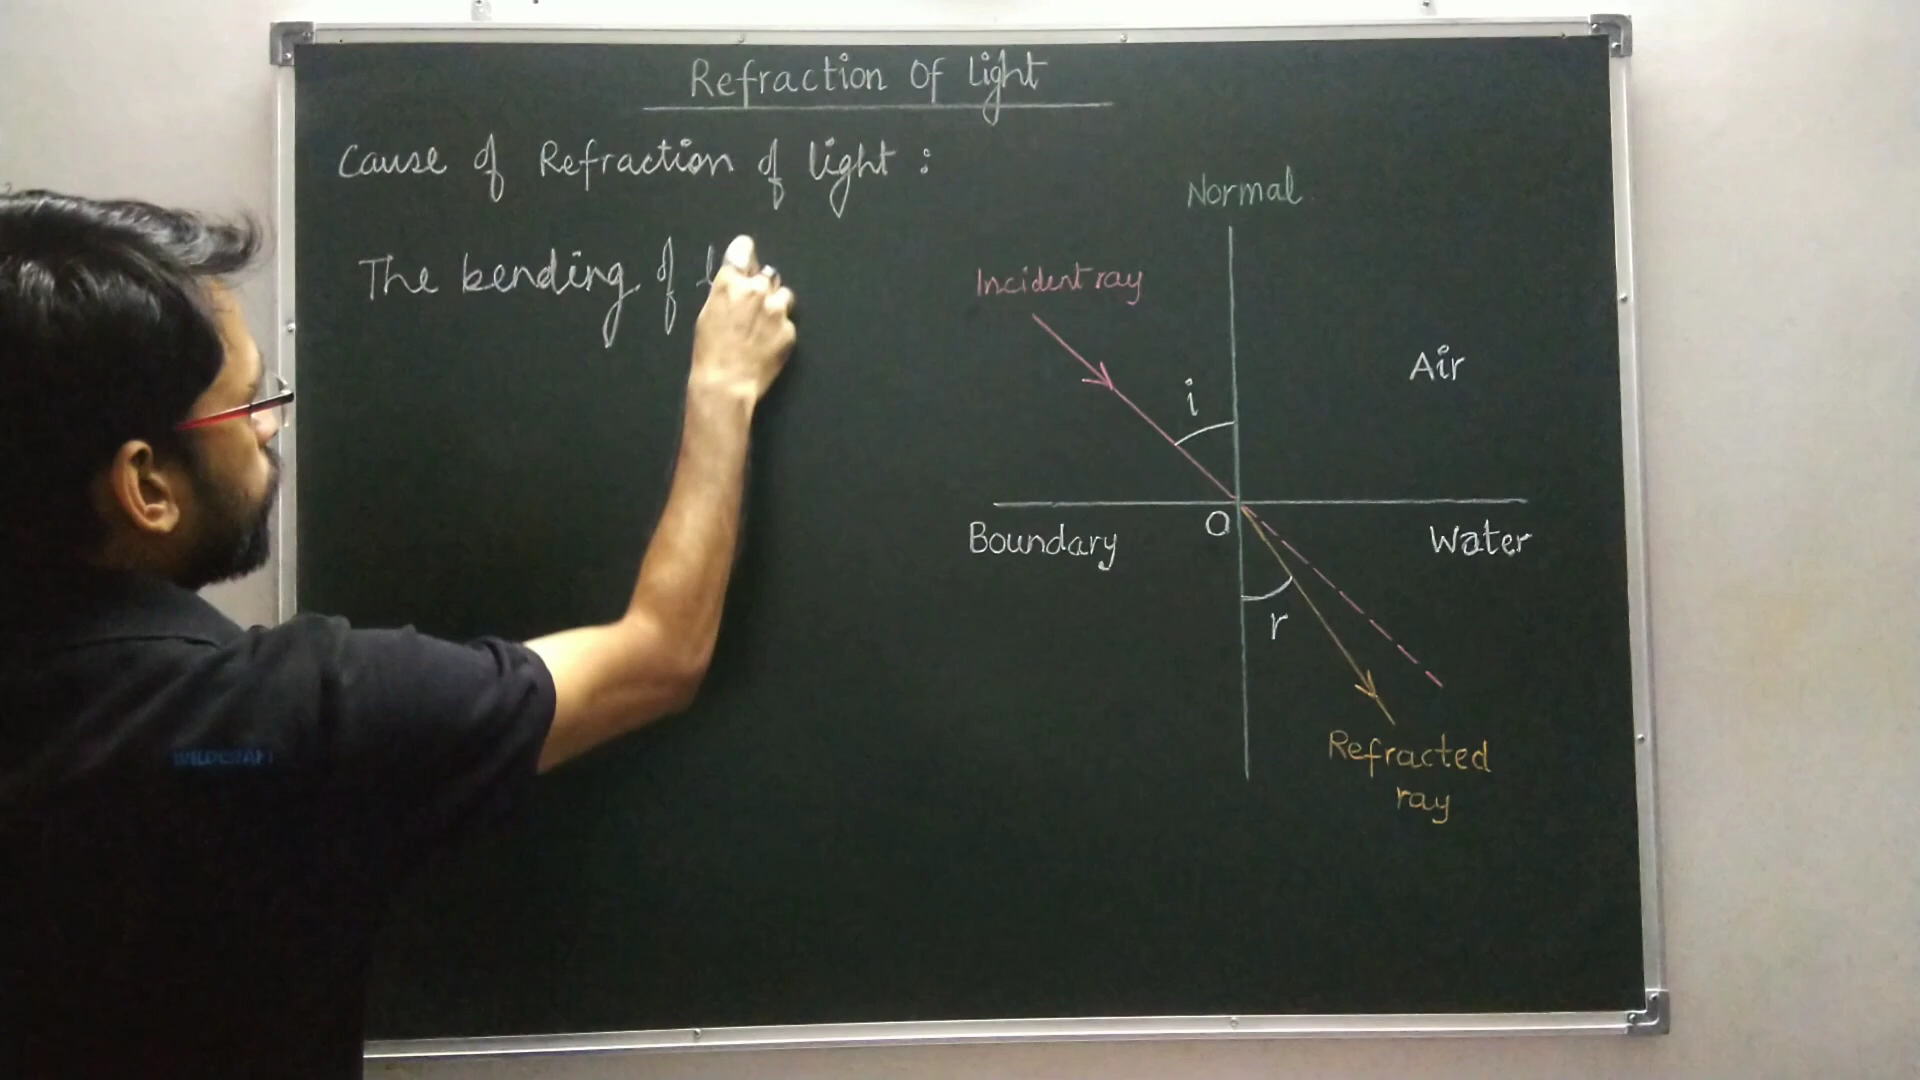 Refraction Of light
Cause of Refraction of light :
The bending of
Normal
Incident ray
Air
i
O
Boundary
Water
r
Refracted
ray
WILDCRAFT